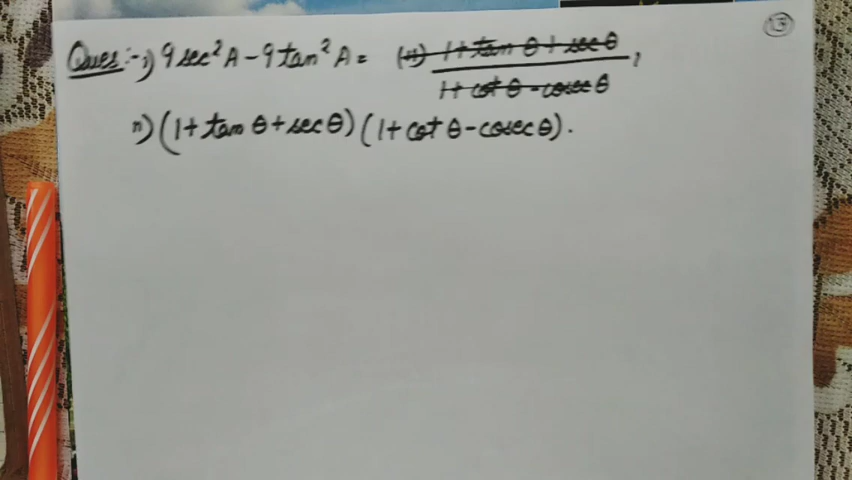 Ques:- i) 9 sec² A - 9 tan² A = (ii) 1 + tan θ + sec θ / 1 + cot θ - cosec θ ,
ii) (1 + tan θ + sec θ) (1 + cot θ - cosec θ).